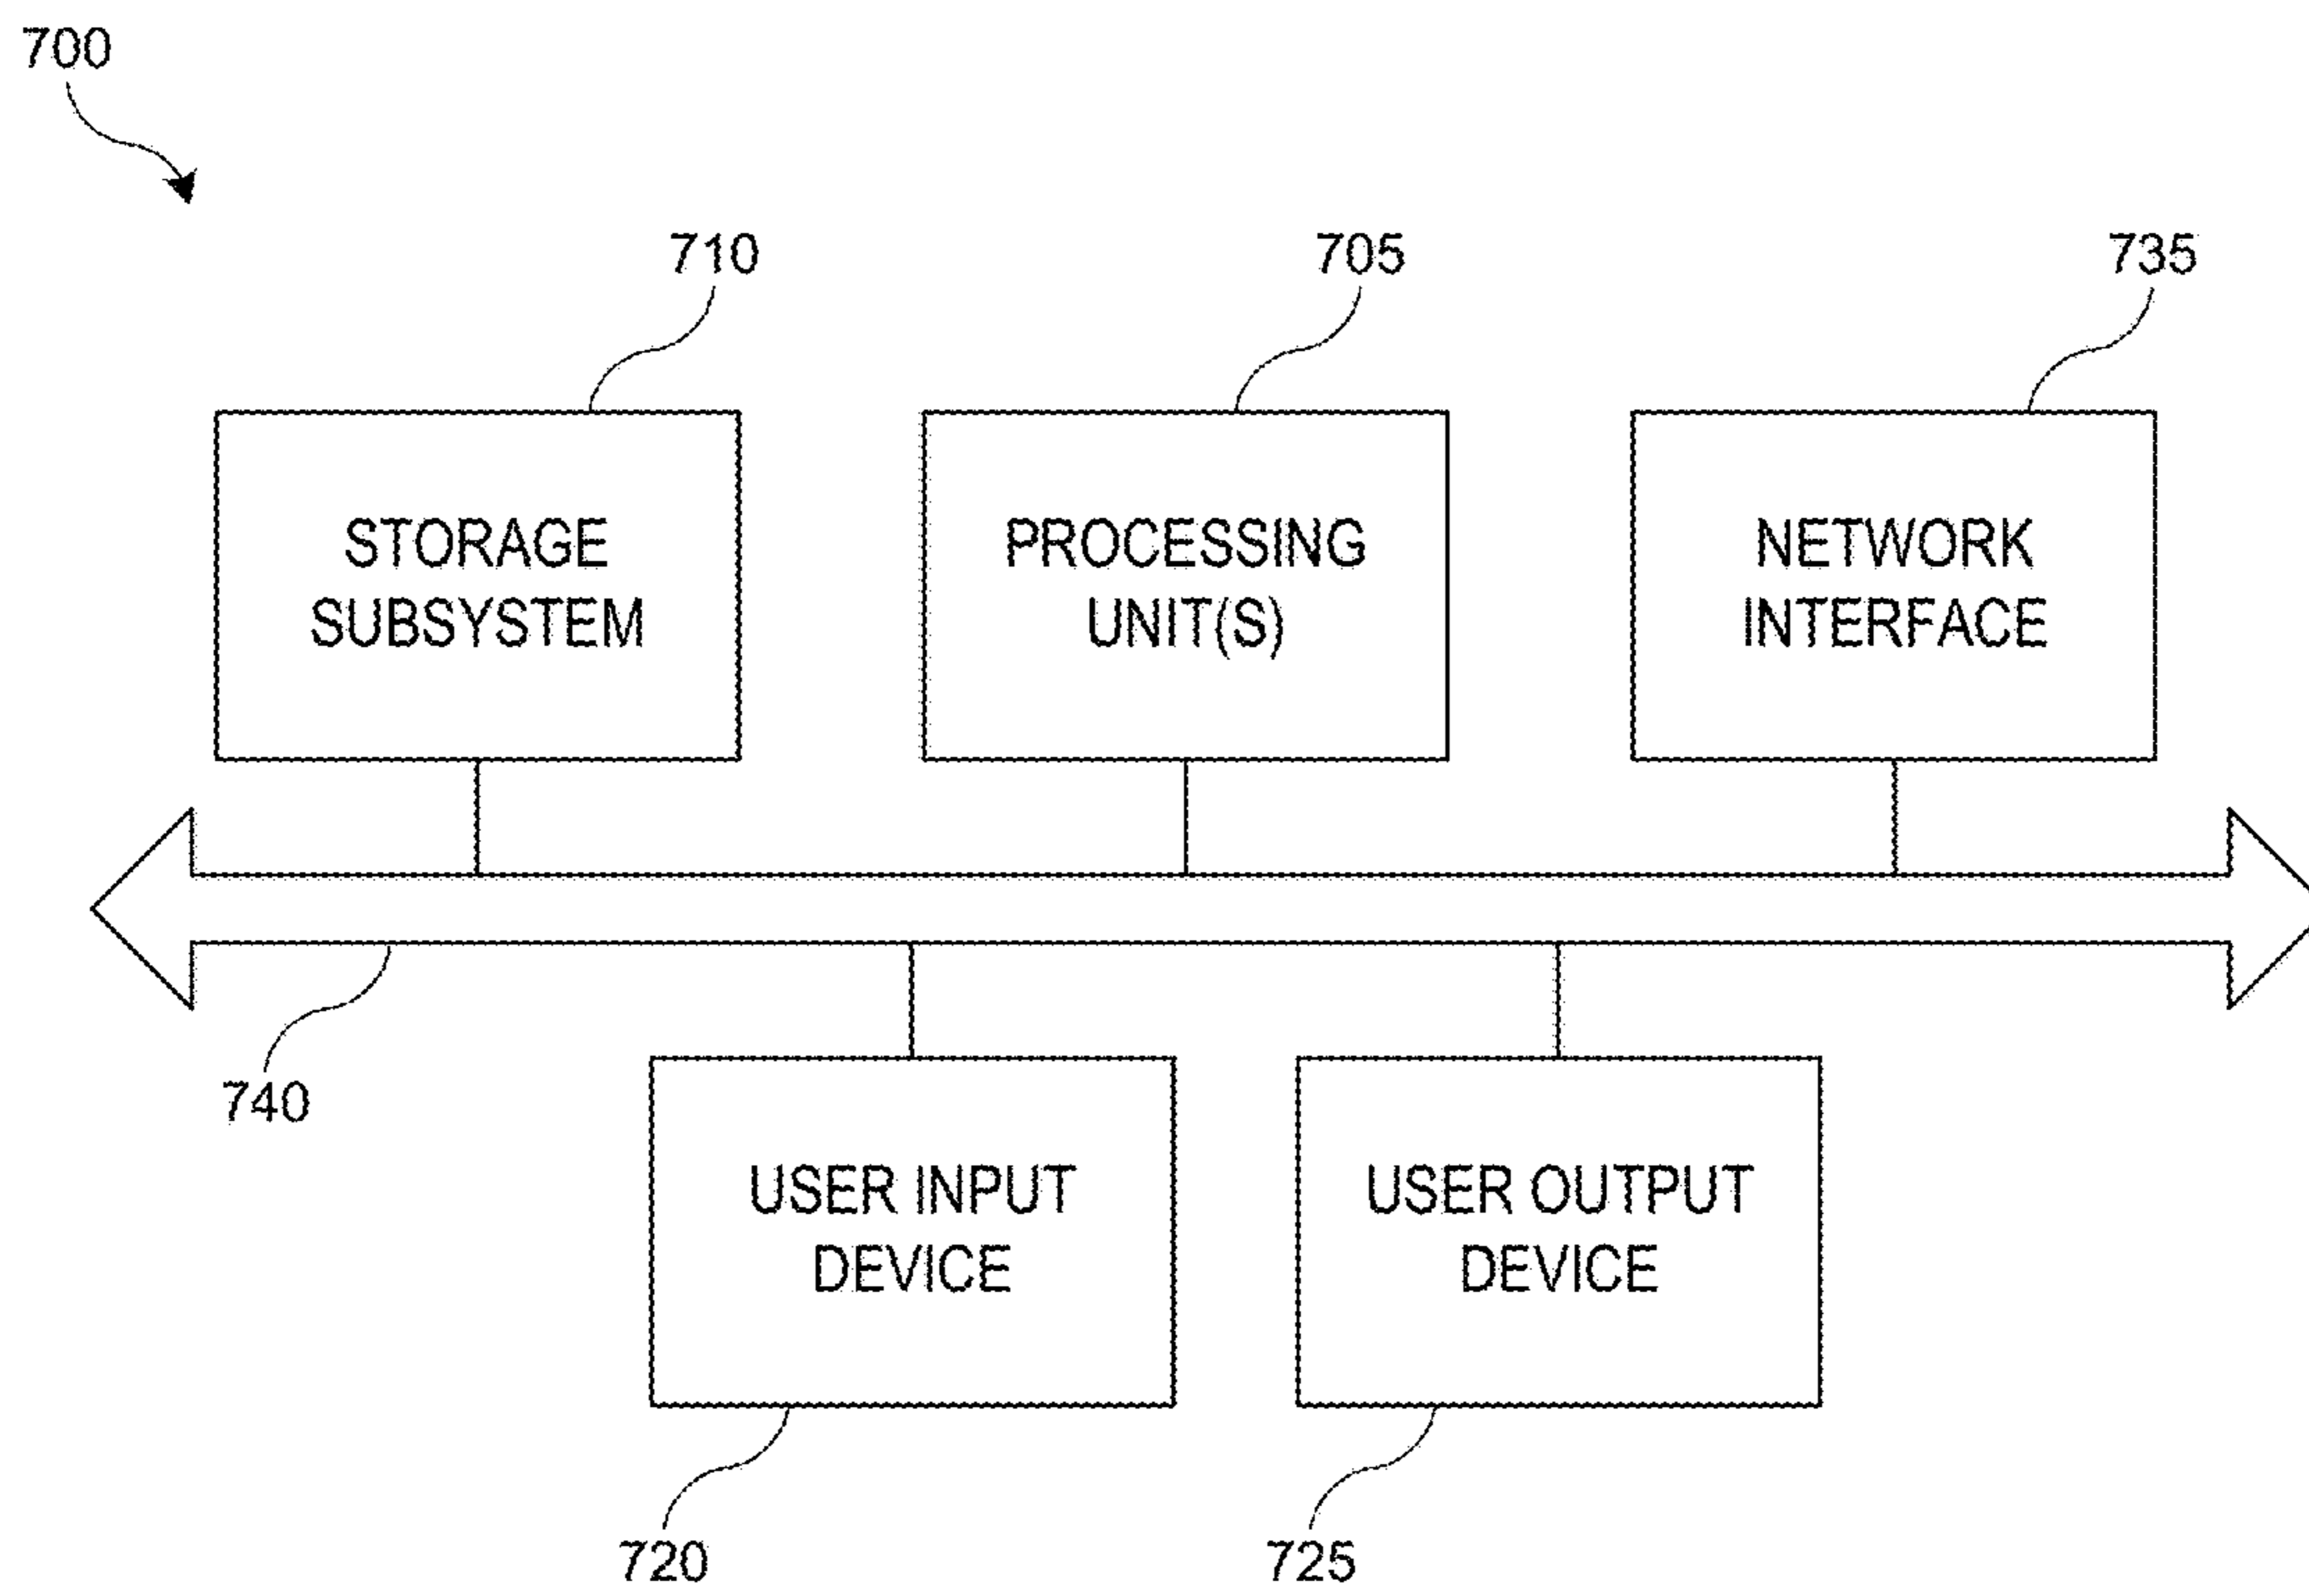 700
710
705
735
STORAGE
SUBSYSTEM
PROCESSING
UNIT(S)
NETWORK
INTERFACE
740
USER INPUT
DEVICE
USER OUTPUT
DEVICE
720
725